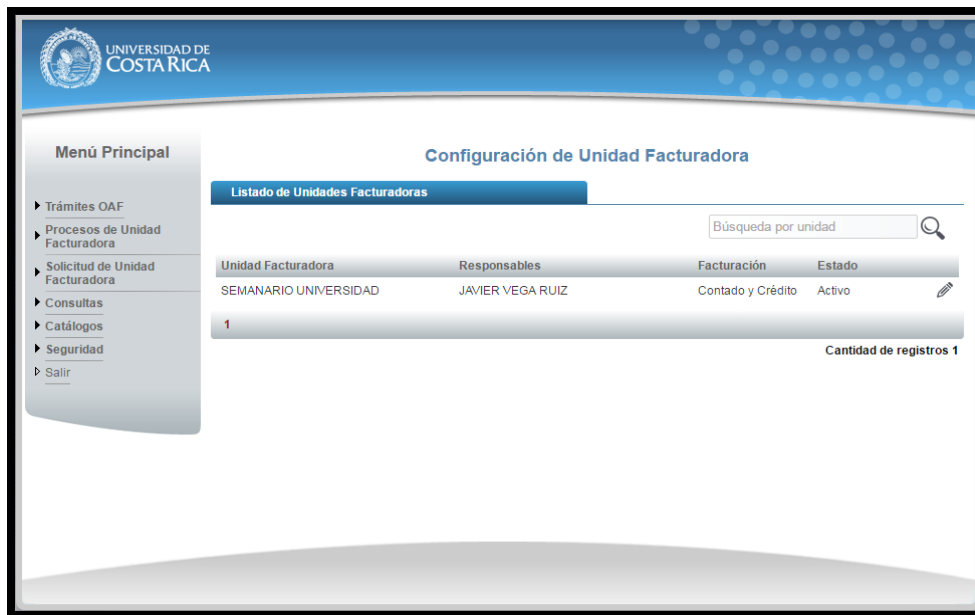 UNIVERSIDAD DE
COSTA RICA
Menú Principal
Trámites OAF
Procesos de Unidad
Facturadora
Solicitud de Unidad
Facturadora
Consultas
Catálogos
Seguridad
Salir
Configuración de Unidad Facturadora
Listado de Unidades Facturadoras
Búsqueda por unidad
Unidad Facturadora Responsables Facturación Estado
SEMANARIO UNIVERSIDAD JAVIER VEGA RUIZ Contado y Crédito Activo
1
Cantidad de registros 1